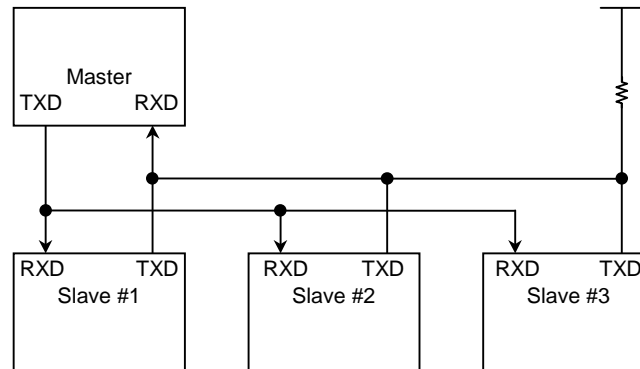 Master
TXD RXD
RXD TXD RXD TXD RXD TXD
Slave #1 Slave #2 Slave #3